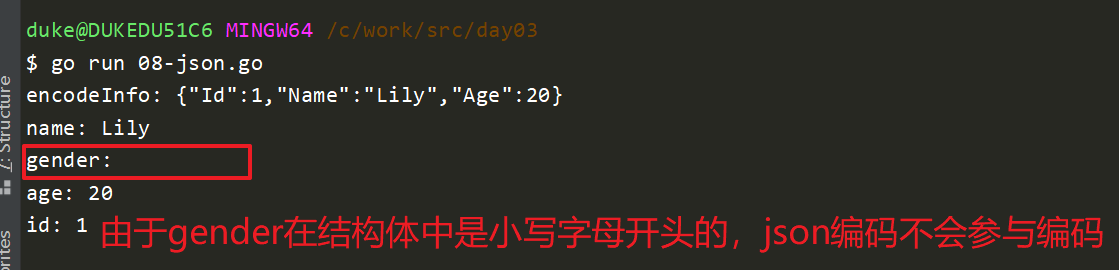 duke@DUKEDU51C6 MINGW64 /c/work/src/day03
$ go run 08-json.go
encodeInfo: {"Id":1,"Name":"Lily","Age":20}
name: Lily
gender:
age: 20
id: 1
由于gender在结构体中是小写字母开头的，json编码不会参与编码
Z: Structure
orites